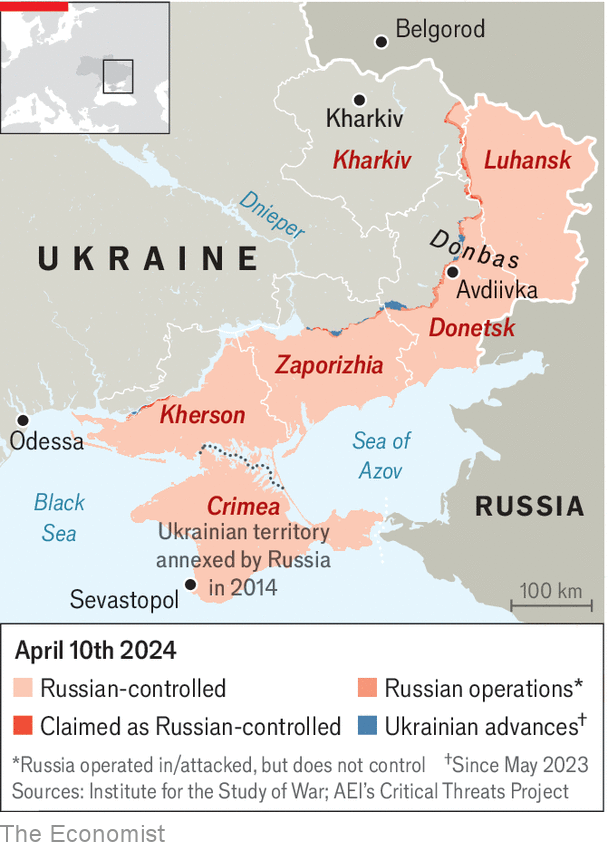 Belgorod
Kharkiv
Kharkiv
Luhansk
Dnieper
UKRAINE
Donbas
Avdiivka
Donetsk
Zaporizhia
Kherson
Odessa
Sea of
Azov
Black
Sea
Crimea
Ukrainian territory
annexed by Russia
in 2014
RUSSIA
Sevastopol
100 km
April 10th 2024
Russian-controlled
Russian operations*
Claimed as Russian-controlled
Ukrainian advances†
*Russia operated in/attacked, but does not control †Since May 2023
Sources: Institute for the Study of War; AEI’s Critical Threats Project
The Economist